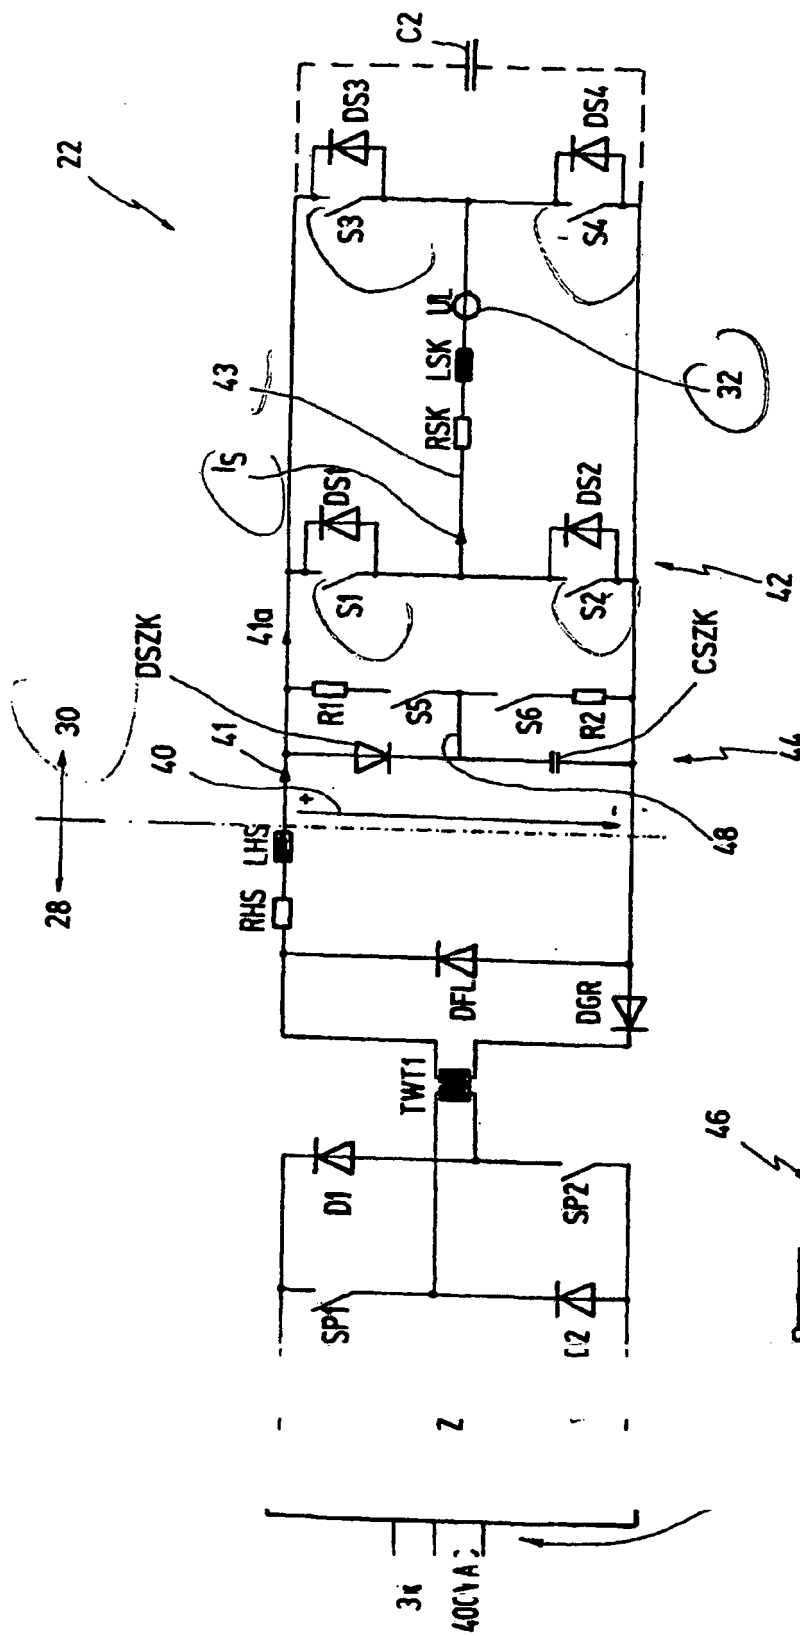 22
C2
DS3
DS4
S3
S4
UL
32
LSK
RSK
43
IS
DS1
DS2
S1
S2
42
41a
DSZK
CSZK
R1
S5
S6
R2
44
30
41
40
+
-
48
28
LHS
RHS
DFL
DGR
TWT1
46
D1
SP2
SP1
Z